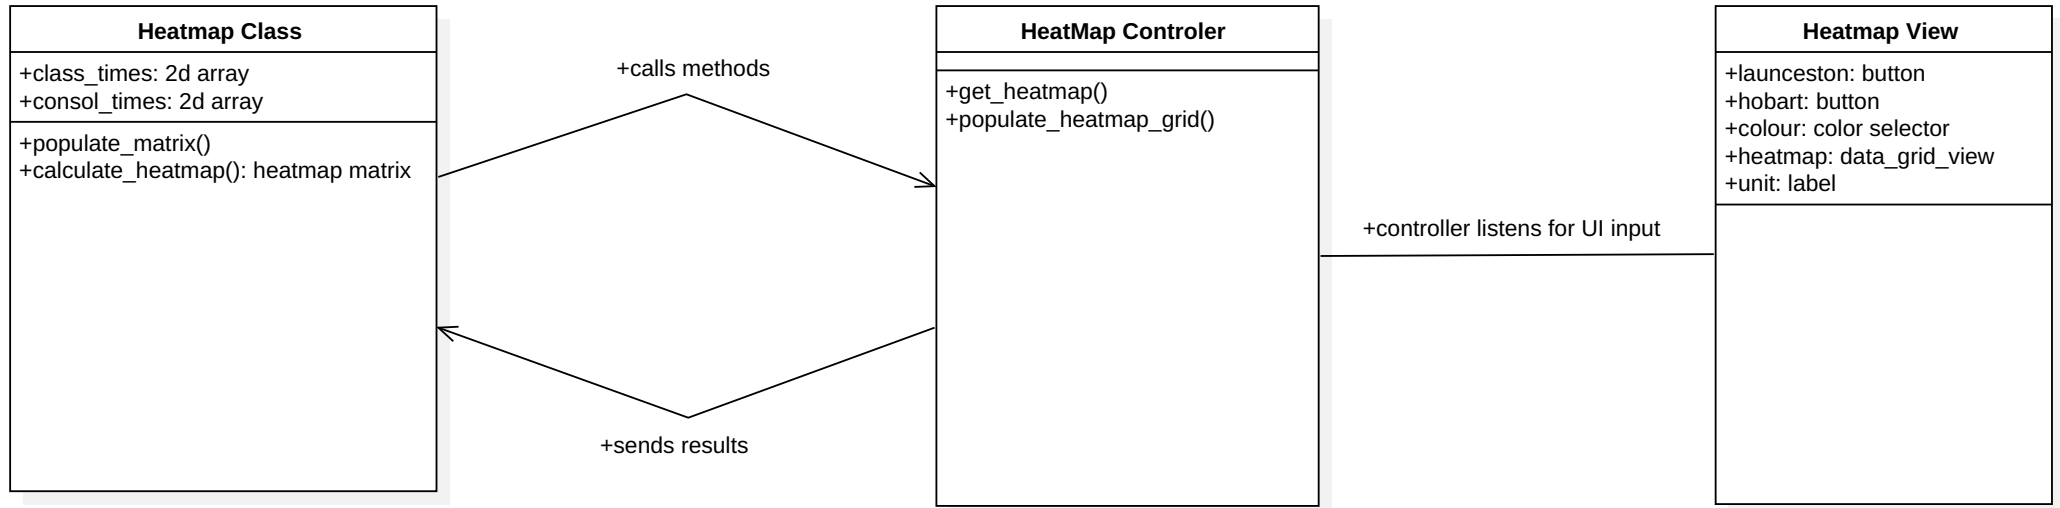 Heatmap Class
+class_times: 2d array
+consol_times: 2d array
+populate_matrix()
+calculate_heatmap(): heatmap matrix
+calls methods
+sends results
HeatMap Controler
+get_heatmap()
+populate_heatmap_grid()
+controller listens for UI input
Heatmap View
+launceston: button
+hobart: button
+colour: color selector
+heatmap: data_grid_view
+unit: label